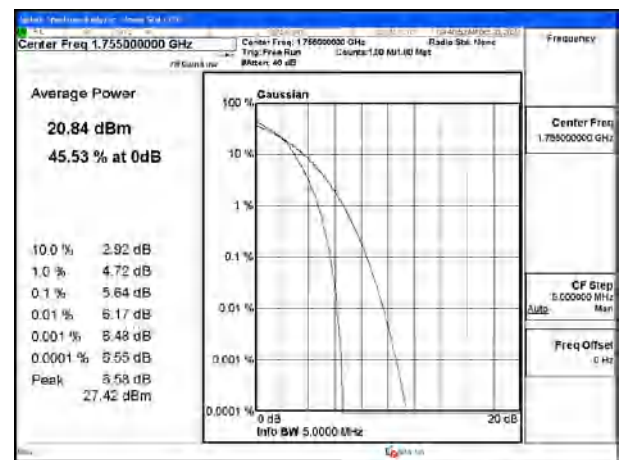 Center Freq 1.755000000 GHz
Center Freq: 1.755000000 GHz
Radio Std: None
Trig: Free Run
Counts:1.00 M/1.00 Mpt
#Atten: 40 dB
Frequency
Average Power
20.84 dBm
45.53 % at 0dB
10.0 % 2.92 dB
1.0 % 4.72 dB
0.1 % 5.64 dB
0.01 % 6.17 dB
0.001 % 6.48 dB
0.0001 % 6.55 dB
Peak 6.58 dB
27.42 dBm
Gaussian
100 %
10 %
1 %
0.1 %
0.01 %
0.001 %
0.0001 %
0 dB
20 dB
Info BW 5.0000 MHz
Center Freq
1.755000000 GHz
CF Step
5.000000 MHz
Auto Man
Freq Offset
0 Hz